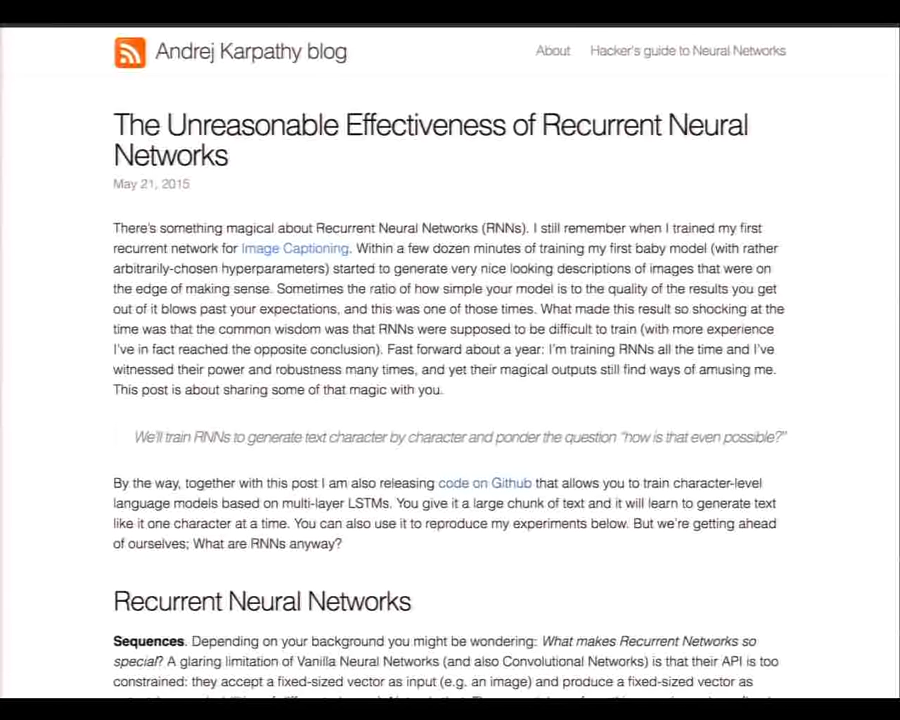 Andrej Karpathy blog
About Hacker's guide to Neural Networks
The Unreasonable Effectiveness of Recurrent Neural
Networks
May 21, 2015
There's something magical about Recurrent Neural Networks (RNNs). I still remember when I trained my first
recurrent network for Image Captioning. Within a few dozen minutes of training my first baby model (with rather
arbitrarily-chosen hyperparameters) started to generate very nice looking descriptions of images that were on
the edge of making sense. Sometimes the ratio of how simple your model is to the quality of the results you get
out of it blows past your expectations, and this was one of those times. What made this result so shocking at the
time was that the common wisdom was that RNNs were supposed to be difficult to train (with more experience
I've in fact reached the opposite conclusion). Fast forward about a year: I'm training RNNs all the time and I've
witnessed their power and robustness many times, and yet their magical outputs still find ways of amusing me.
This post is about sharing some of that magic with you.
We'll train RNNs to generate text character by character and ponder the question "how is that even possible?"
By the way, together with this post I am also releasing code on Github that allows you to train character-level
language models based on multi-layer LSTMs. You give it a large chunk of text and it will learn to generate text
like it one character at a time. You can also use it to reproduce my experiments below. But we're getting ahead
of ourselves; What are RNNs anyway?
Recurrent Neural Networks
Sequences. Depending on your background you might be wondering: What makes Recurrent Networks so
special? A glaring limitation of Vanilla Neural Networks (and also Convolutional Networks) is that their API is too
constrained: they accept a fixed-sized vector as input (e.g. an image) and produce a fixed-sized vector as